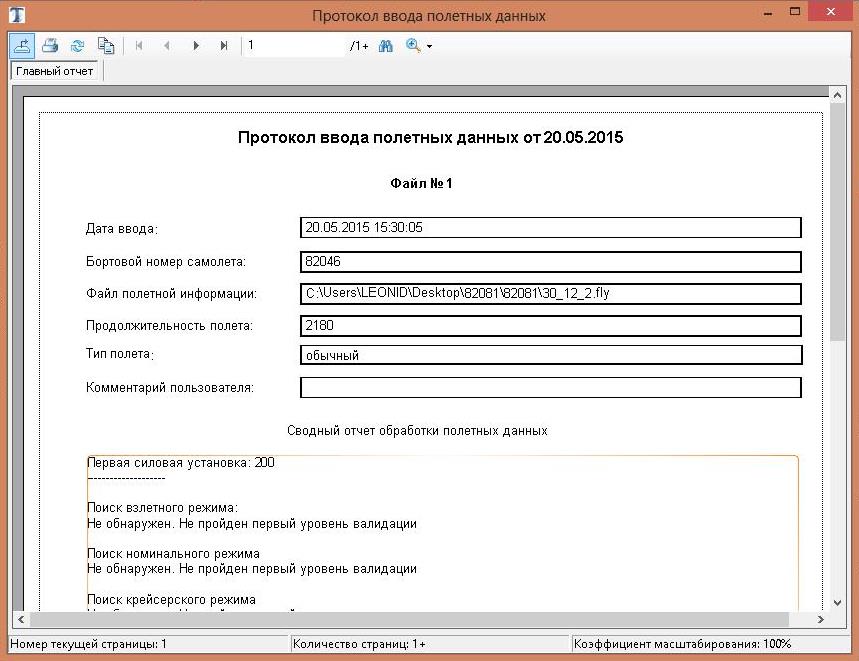 Протокол ввода полетных данных
1 /1+
Главный отчет
Протокол ввода полетных данных от 20.05.2015
Файл № 1
Дата ввода: 20.05.2015 15:30:05
Бортовой номер самолета: 82046
Файл полетной информации: C:\Users\LEONID\Desktop\82081\82081\30_12_2.fly
Продолжительность полета: 2180
Тип полета: обычный
Комментарий пользователя:
Сводный отчет обработки полетных данных
Первая силовая установка: 200
------------------
Поиск взлетного режима:
Не обнаружен. Не пройден первый уровень валидации
Поиск номинального режима
Не обнаружен. Не пройден первый уровень валидации
Поиск крейсерского режима
Номер текущей страницы: 1 Количество страниц: 1+ Коэффициент масштабирования: 100%